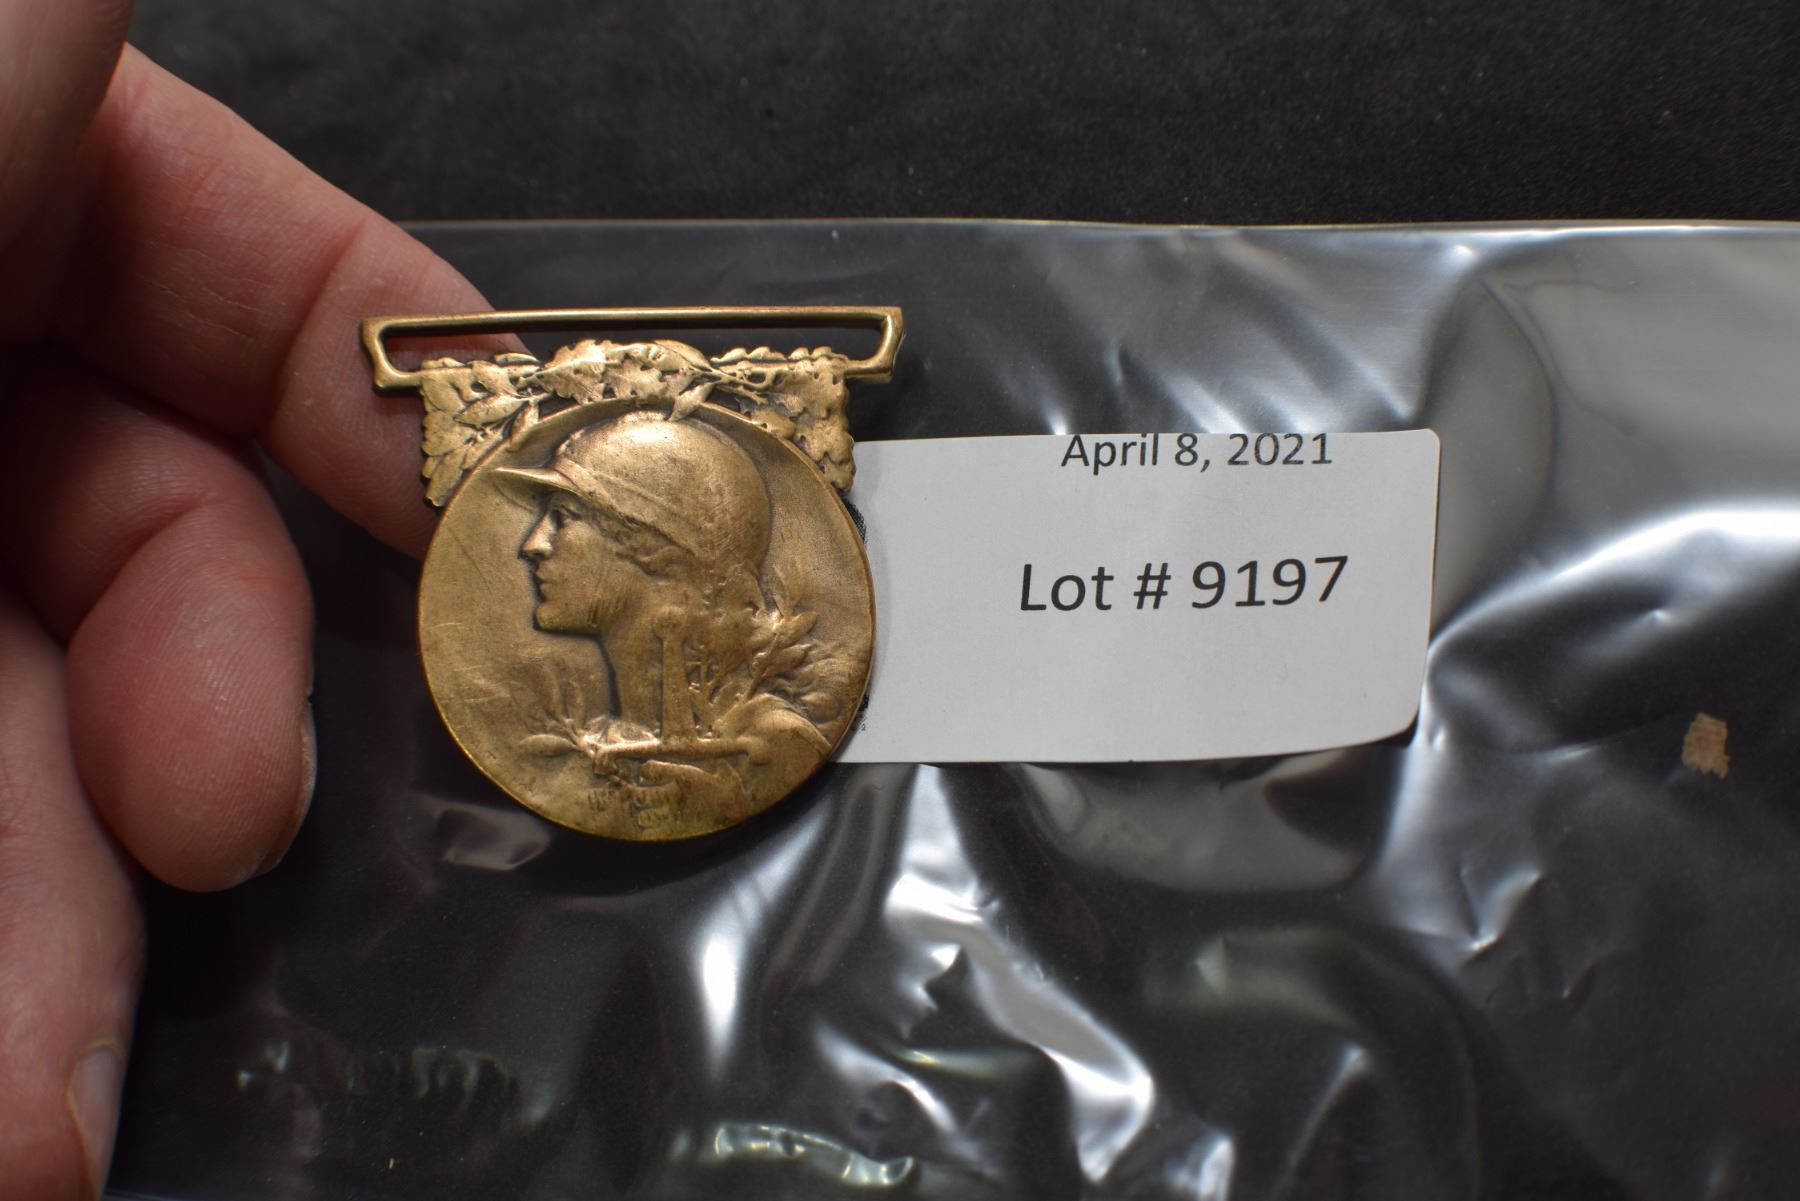 April 8, 2021
Lot # 9197